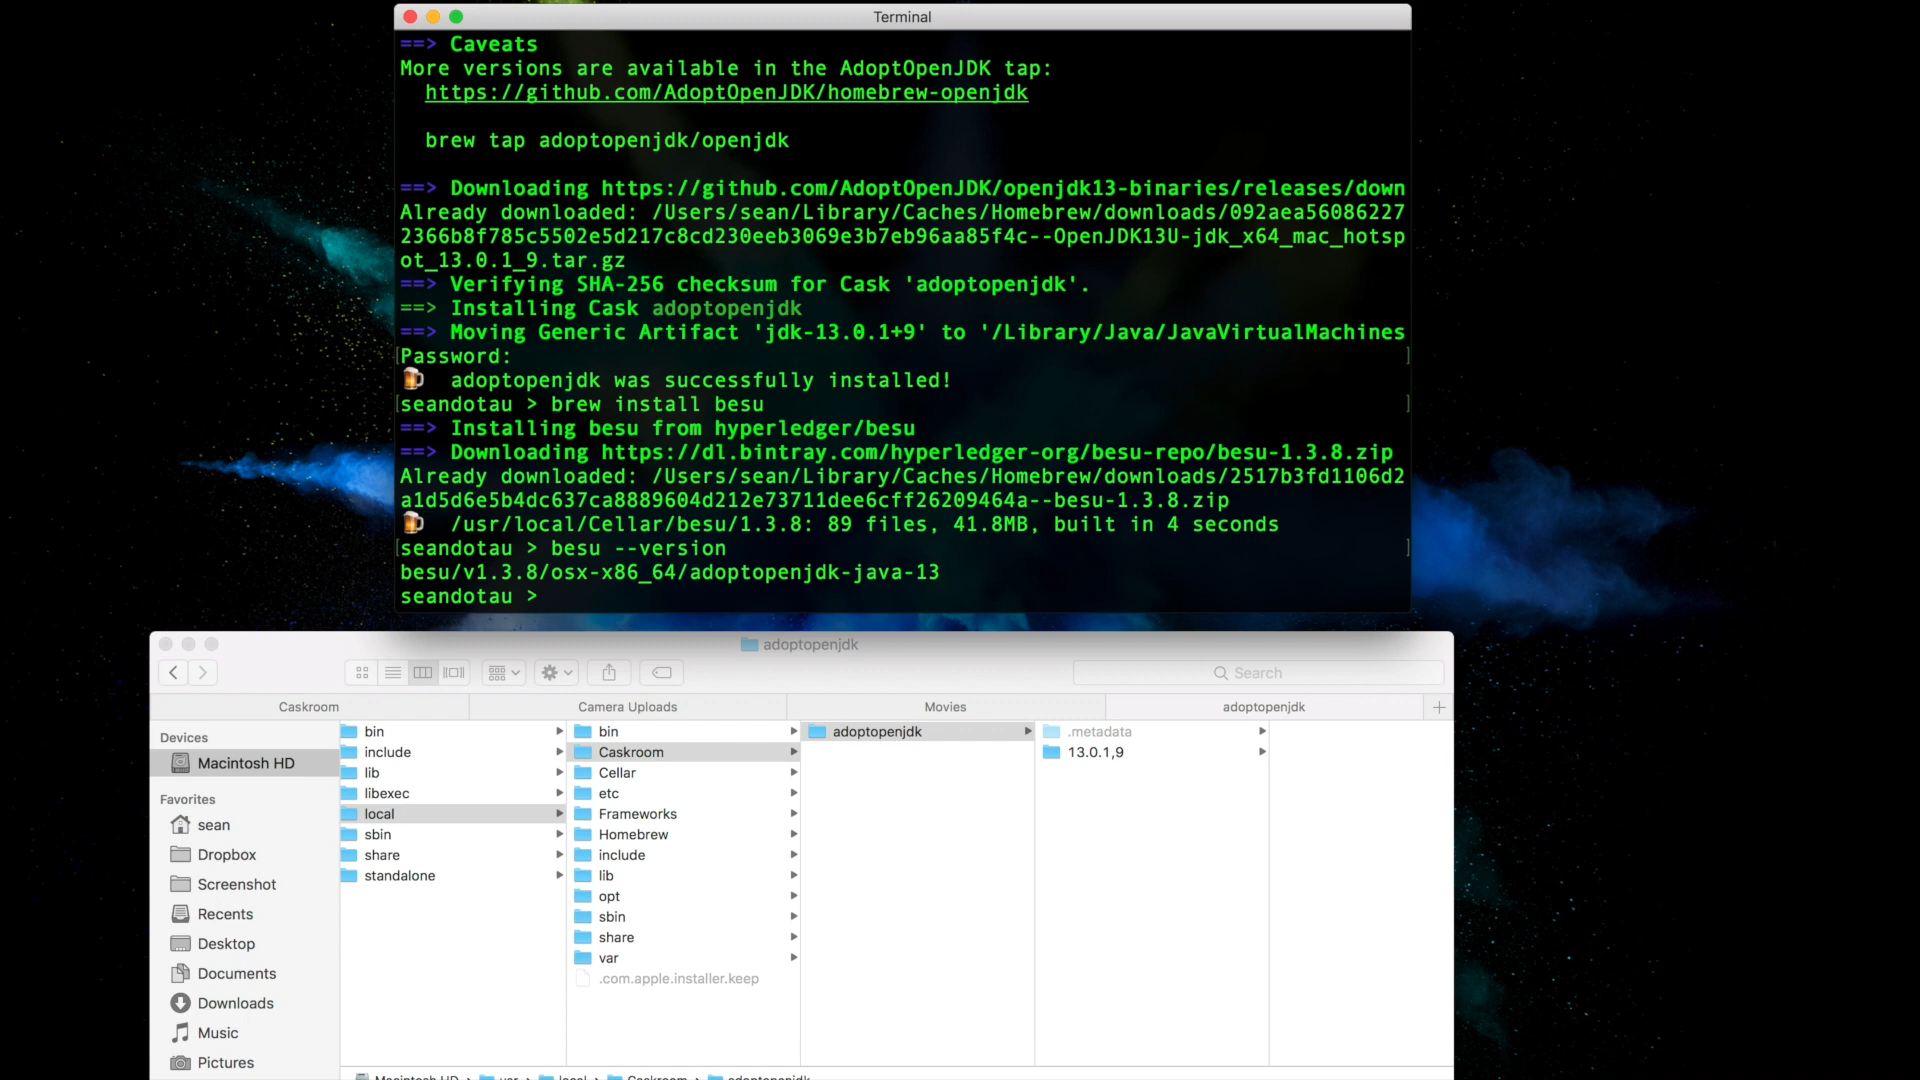 Terminal
==> Caveats
More versions are available in the AdoptOpenJDK tap:
https://github.com/AdoptOpenJDK/homebrew-openjdk
brew tap adoptopenjdk/openjdk
==> Downloading https://github.com/AdoptOpenJDK/openjdk13-binaries/releases/down
Already downloaded: /Users/sean/Library/Caches/Homebrew/downloads/092aea56086227
2366b8f785c5502e5d217c8cd230eeb3069e3b7eb96aa85f4c--OpenJDK13U-jdk_x64_mac_hotsp
ot_13.0.1_9.tar.gz
==> Verifying SHA-256 checksum for Cask 'adoptopenjdk'.
==> Installing Cask adoptopenjdk
==> Moving Generic Artifact 'jdk-13.0.1+9' to '/Library/Java/JavaVirtualMachines
[Password: ]
adoptopenjdk was successfully installed!
[seandotau > brew install besu ]
==> Installing besu from hyperledger/besu
==> Downloading https://dl.bintray.com/hyperledger-org/besu-repo/besu-1.3.8.zip
Already downloaded: /Users/sean/Library/Caches/Homebrew/downloads/2517b3fd1106d2
a1d5d6e5b4dc637ca8889604d212e73711dee6cff26209464a--besu-1.3.8.zip
/usr/local/Cellar/besu/1.3.8: 89 files, 41.8MB, built in 4 seconds
[seandotau > besu --version ]
besu/v1.3.8/osx-x86_64/adoptopenjdk-java-13
seandotau >
adoptopenjdk
Search
Caskroom
Camera Uploads
Movies
adoptopenjdk
Devices
Macintosh HD
Favorites
sean
Dropbox
Screenshot
Recents
Desktop
Documents
Downloads
Music
Pictures
bin
include
lib
libexec
local
sbin
share
standalone
bin
Caskroom
Cellar
etc
Frameworks
Homebrew
include
lib
opt
sbin
share
var
.com.apple.installer.keep
adoptopenjdk
.metadata
13.0.1,9
Macintosh HD > usr > local > Caskroom > adoptopenjdk